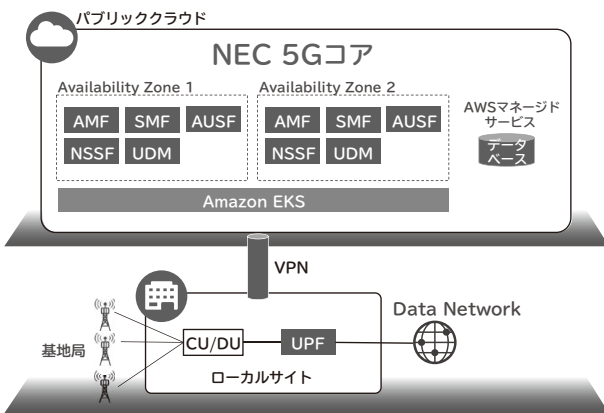 パブリッククラウド
NEC 5Gコア
Availability Zone 1
Availability Zone 2
AMF SMF AUSF
NSSF UDM
AMF SMF AUSF
NSSF UDM
AWSマネージド
サービス
データ
ベース
Amazon EKS
VPN
基地局
CU/DU
UPF
Data Network
ローカルサイト